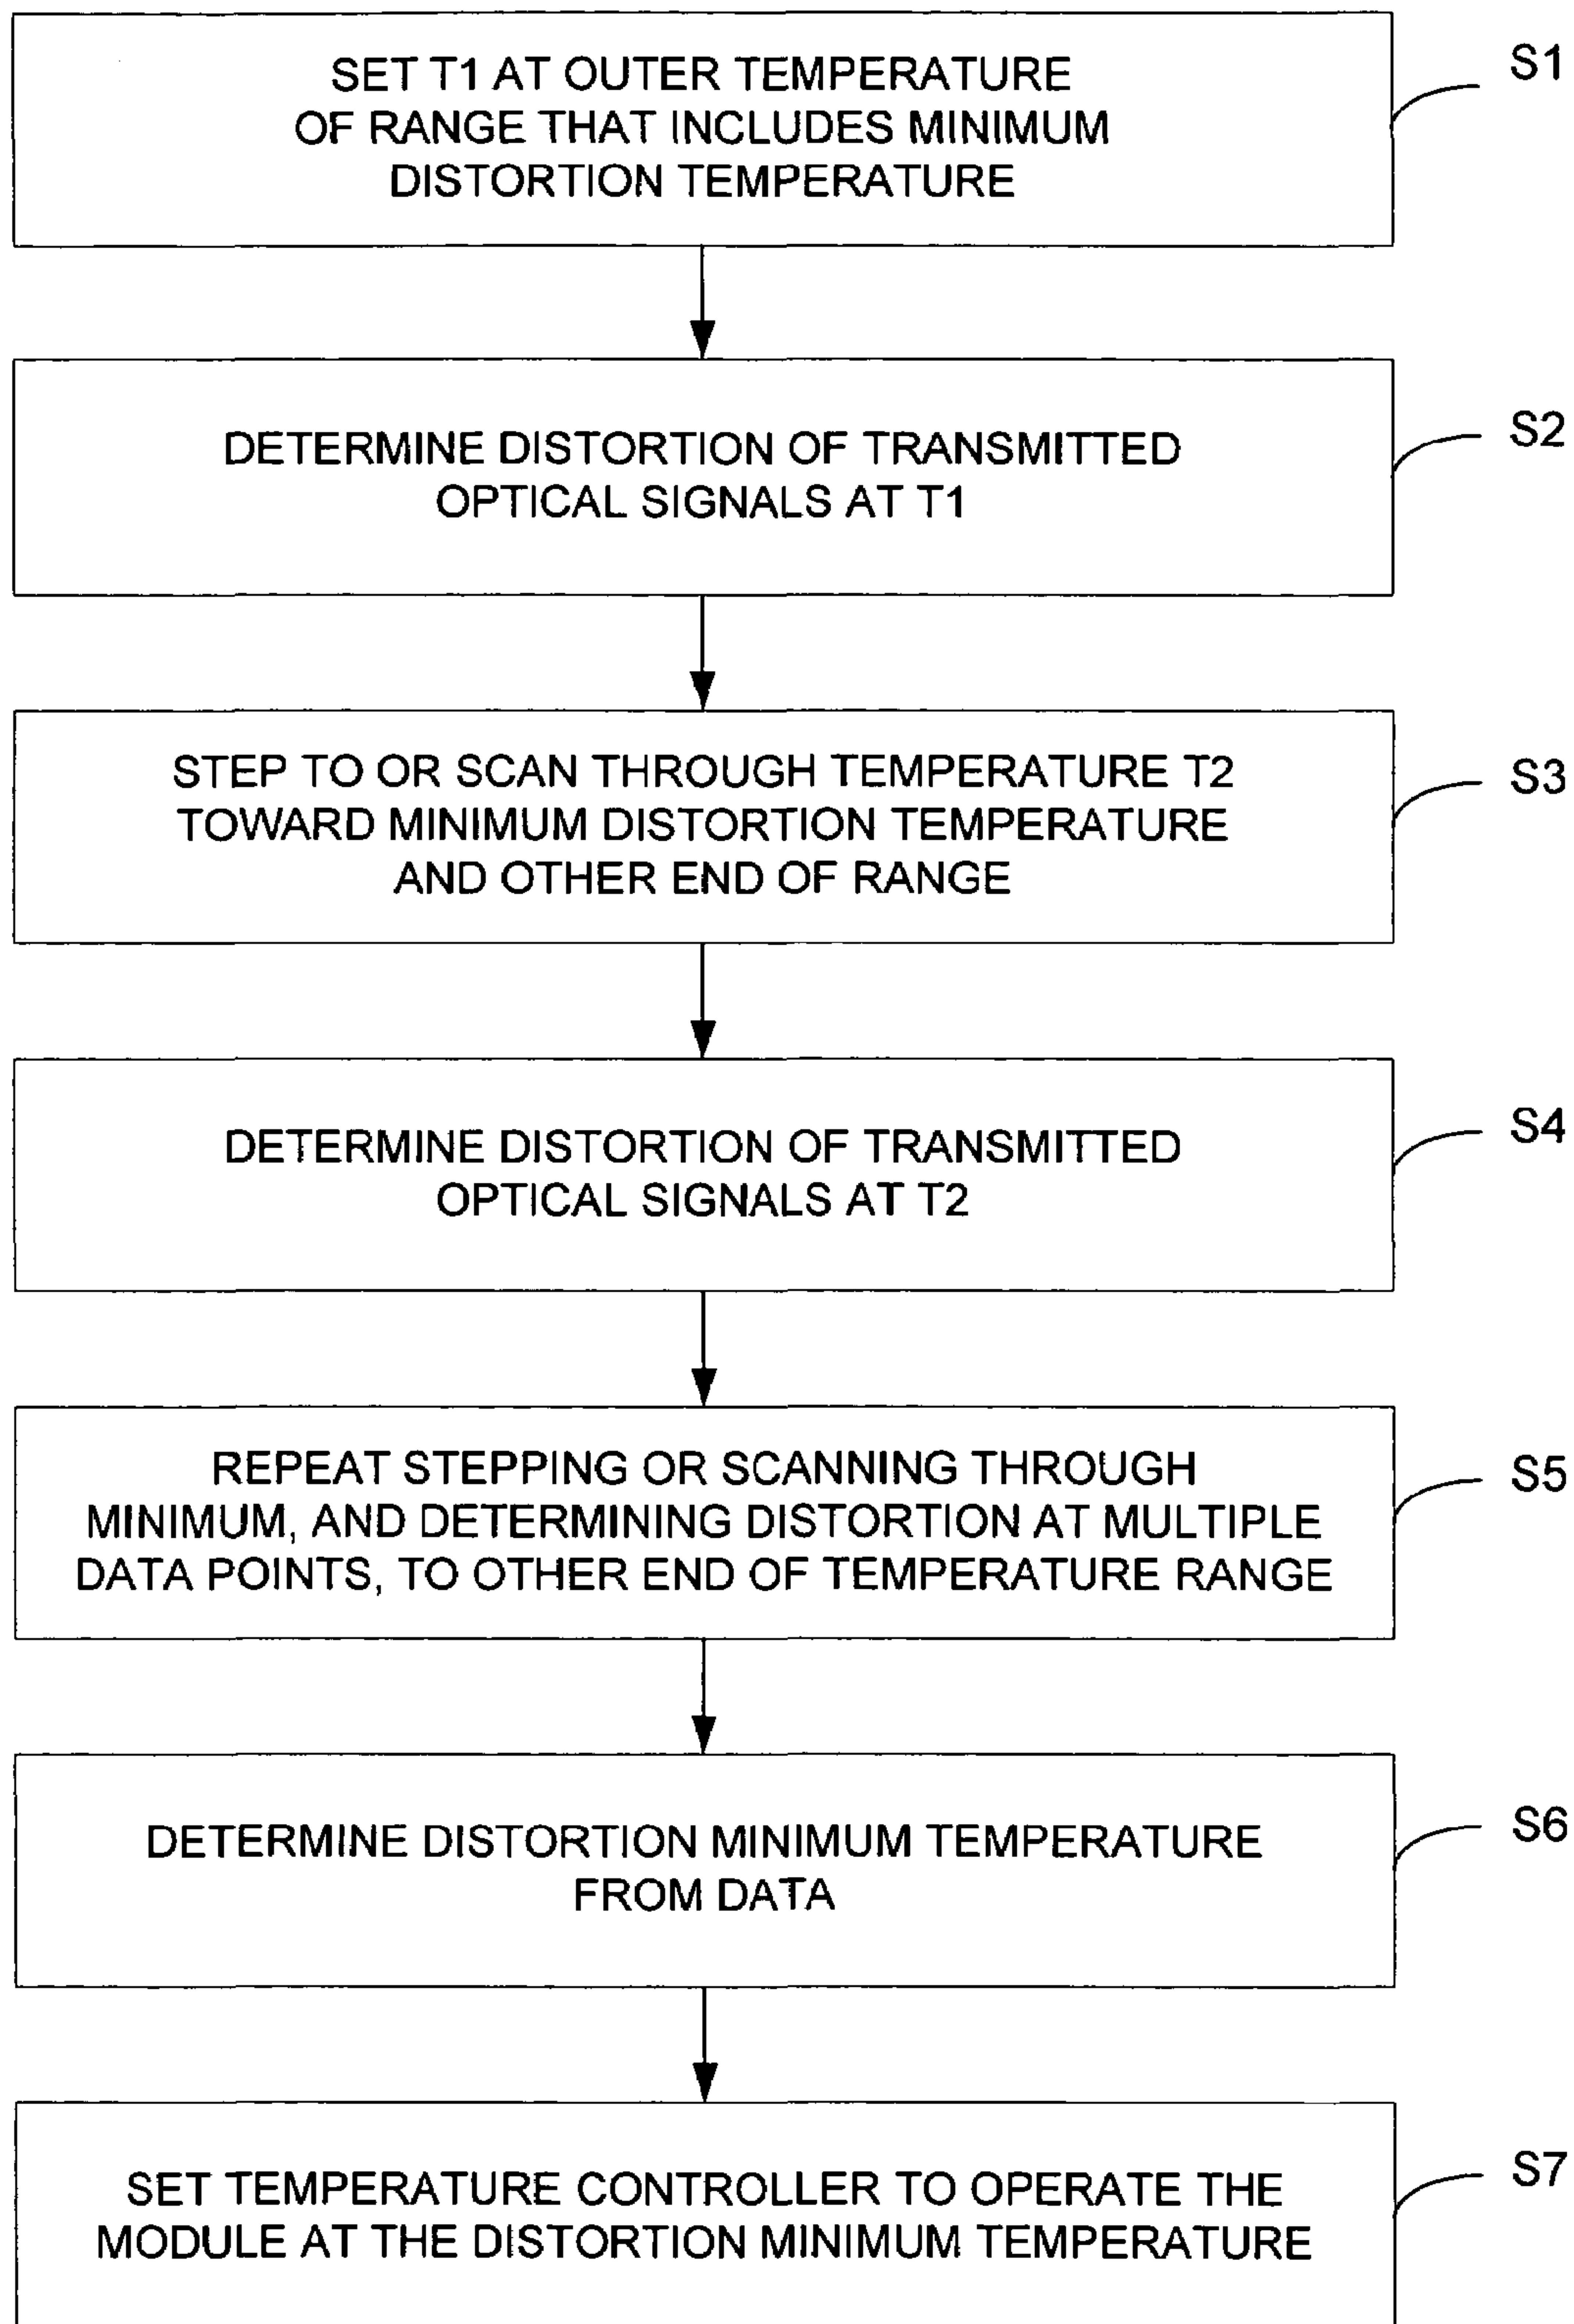 SET T1 AT OUTER TEMPERATURE
OF RANGE THAT INCLUDES MINIMUM
DISTORTION TEMPERATURE
S1
DETERMINE DISTORTION OF TRANSMITTED
OPTICAL SIGNALS AT T1
S2
STEP TO OR SCAN THROUGH TEMPERATURE T2
TOWARD MINIMUM DISTORTION TEMPERATURE
AND OTHER END OF RANGE
S3
DETERMINE DISTORTION OF TRANSMITTED
OPTICAL SIGNALS AT T2
S4
REPEAT STEPPING OR SCANNING THROUGH
MINIMUM, AND DETERMINING DISTORTION AT MULTIPLE
DATA POINTS, TO OTHER END OF TEMPERATURE RANGE
S5
DETERMINE DISTORTION MINIMUM TEMPERATURE
FROM DATA
S6
SET TEMPERATURE CONTROLLER TO OPERATE THE
MODULE AT THE DISTORTION MINIMUM TEMPERATURE
S7